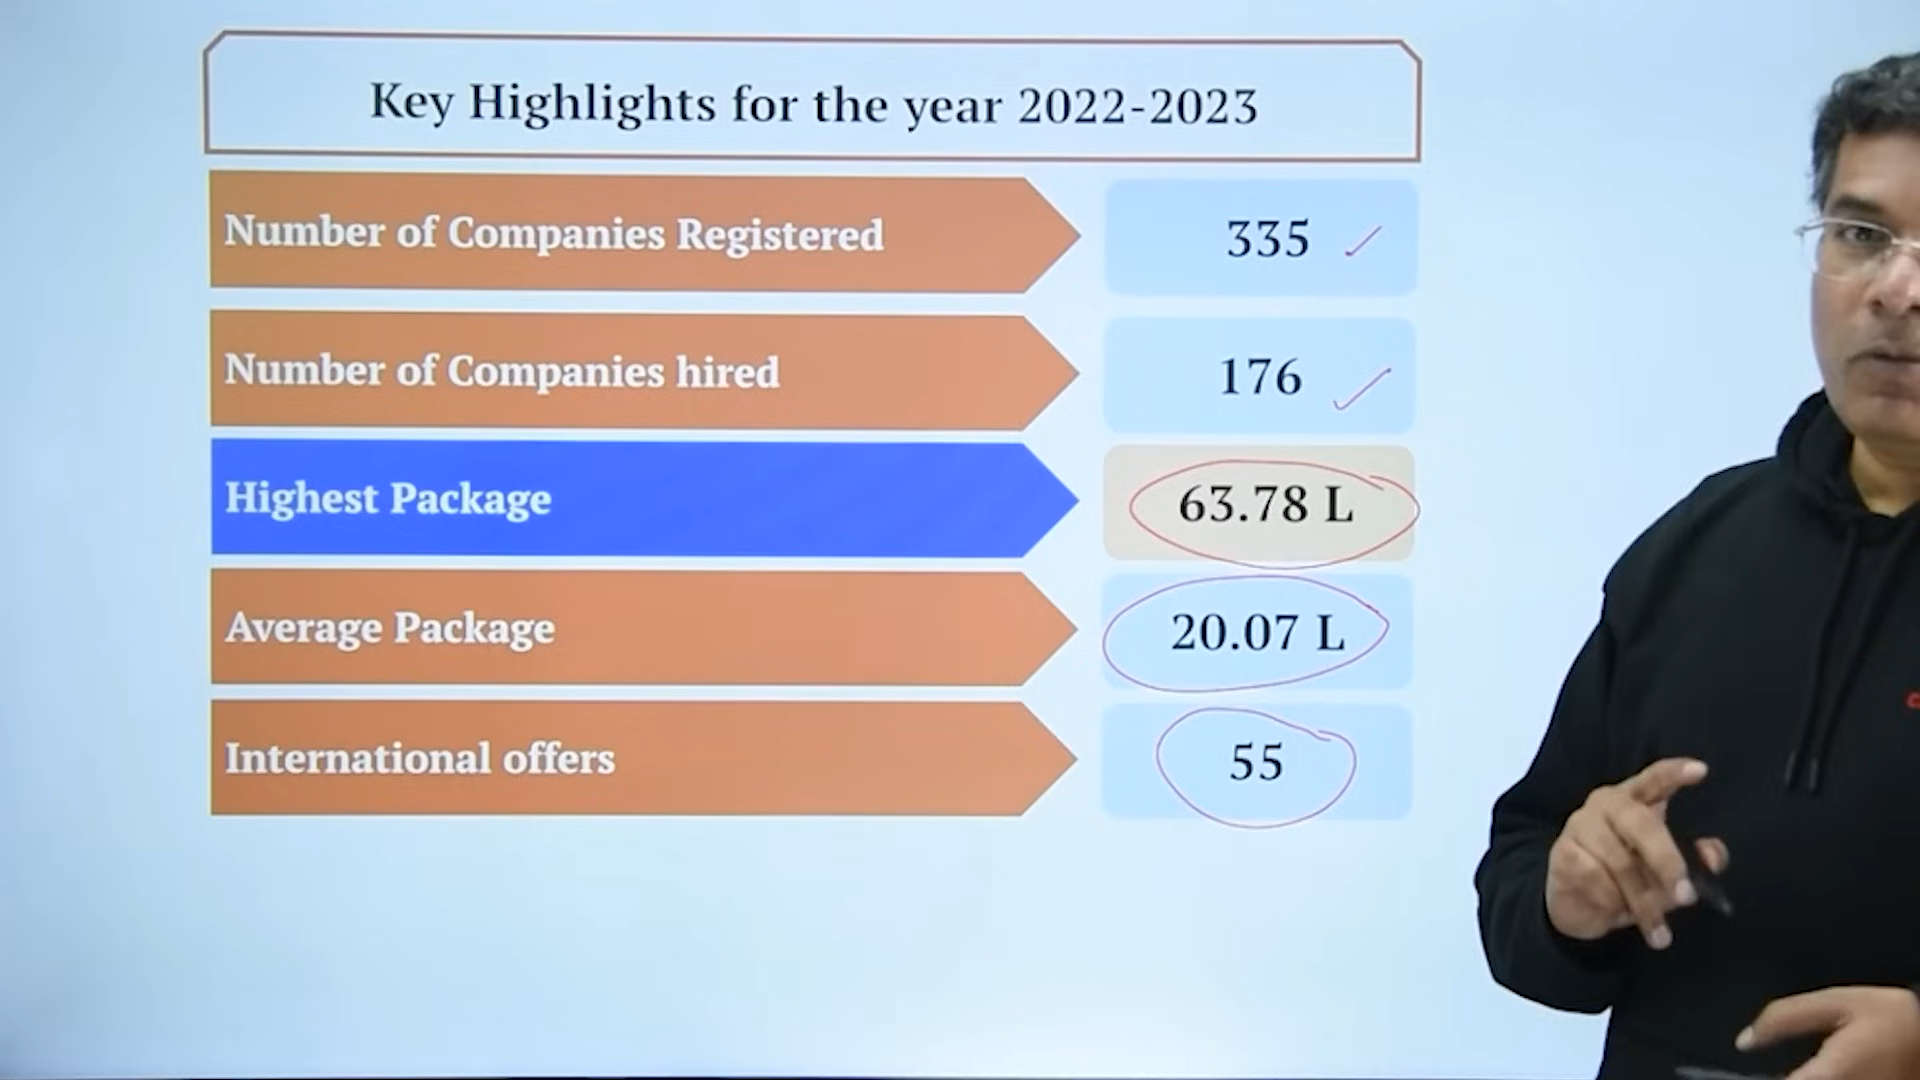 Key Highlights for the year 2022-2023
Number of Companies Registered 335
Number of Companies hired 176
Highest Package 63.78 L
Average Package 20.07 L
International offers 55